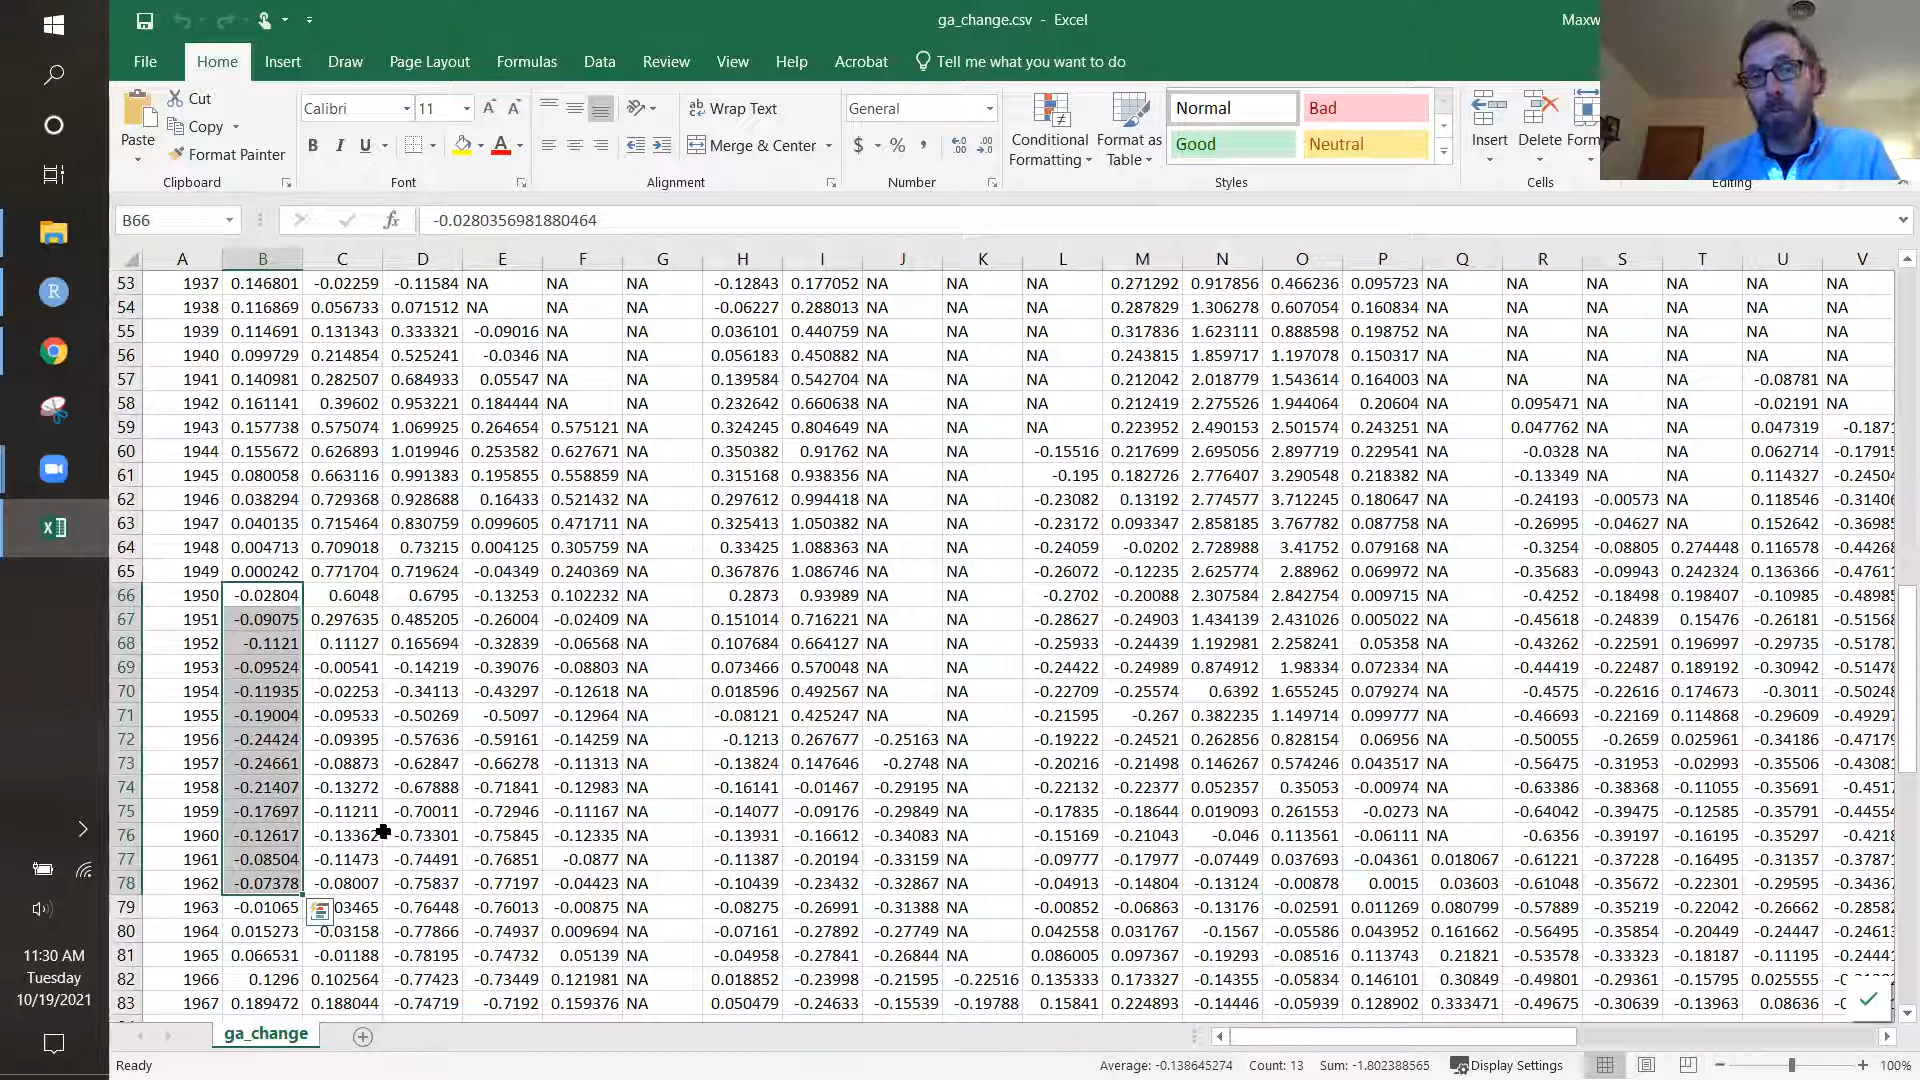 ga_change.csv - Excel
Maxw
File Home Insert Draw Page Layout Formulas Data Review View Help Acrobat Tell me what you want to do
Paste
Cut
Copy
Format Painter
Clipboard
Calibri 11
B I U
Font
Wrap Text
Merge & Center
Alignment
General
$ % ,
Number
Conditional Formatting
Format as Table
Normal Bad
Good Neutral
Styles
Insert Delete Form
Cells
Editing
B66 fx -0.0280356981880464
A B C D E F G H I J K L M N O P Q R S T U V
53 1937 0.146801 -0.02259 -0.11584 NA NA NA -0.12843 0.177052 NA NA NA 0.271292 0.917856 0.466236 0.095723 NA NA NA NA NA NA
54 1938 0.116869 0.056733 0.071512 NA NA NA -0.06227 0.288013 NA NA NA 0.287829 1.306278 0.607054 0.160834 NA NA NA NA NA NA
55 1939 0.114691 0.131343 0.333321 -0.09016 NA NA 0.036101 0.440759 NA NA NA 0.317836 1.623111 0.888598 0.198752 NA NA NA NA NA NA
56 1940 0.099729 0.214854 0.525241 -0.0346 NA NA 0.056183 0.450882 NA NA NA 0.243815 1.859717 1.197078 0.150317 NA NA NA NA NA NA
57 1941 0.140981 0.282507 0.684933 0.05547 NA NA 0.139584 0.542704 NA NA NA 0.212042 2.018779 1.543614 0.164003 NA NA NA NA -0.08781 NA
58 1942 0.161141 0.39602 0.953221 0.184444 NA NA 0.232642 0.660638 NA NA NA 0.212419 2.275526 1.944064 0.20604 NA 0.095471 NA NA -0.02191 NA
59 1943 0.157738 0.575074 1.069925 0.264654 0.575121 NA 0.324245 0.804649 NA NA NA 0.223952 2.490153 2.501574 0.243251 NA 0.047762 NA NA 0.047319 -0.1871
60 1944 0.155672 0.626893 1.019946 0.253582 0.627671 NA 0.350382 0.91762 NA NA -0.15516 0.217699 2.695056 2.897719 0.229541 NA -0.0328 NA NA 0.062714 -0.17915
61 1945 0.080058 0.663116 0.991383 0.195855 0.558859 NA 0.315168 0.938356 NA NA -0.195 0.182726 2.776407 3.290548 0.218382 NA -0.13349 NA NA 0.114327 -0.24504
62 1946 0.038294 0.729368 0.928688 0.16433 0.521432 NA 0.297612 0.994418 NA NA -0.23082 0.13192 2.774577 3.712245 0.180647 NA -0.24193 -0.00573 NA 0.118546 -0.31406
63 1947 0.040135 0.715464 0.830759 0.099605 0.471711 NA 0.325413 1.050382 NA NA -0.23172 0.093347 2.858185 3.767782 0.087758 NA -0.26995 -0.04627 NA 0.152642 -0.36985
64 1948 0.004713 0.709018 0.73215 0.004125 0.305759 NA 0.33425 1.088363 NA NA -0.24059 -0.0202 2.728988 3.41752 0.079168 NA -0.3254 -0.08805 0.274448 0.116578 -0.44268
65 1949 0.000242 0.771704 0.719624 -0.04349 0.240369 NA 0.367876 1.086746 NA NA -0.26072 -0.12235 2.625774 2.88962 0.069972 NA -0.35683 -0.09943 0.242324 0.136366 -0.47611
66 1950 -0.02804 0.6048 0.6795 -0.13253 0.102232 NA 0.2873 0.93989 NA NA -0.2702 -0.20088 2.307584 2.842754 0.009715 NA -0.4252 -0.18498 0.198407 -0.10985 -0.48985
67 1951 -0.09075 0.297635 0.485205 -0.26004 -0.02409 NA 0.151014 0.716221 NA NA -0.28627 -0.24903 1.434139 2.431026 0.005022 NA -0.45618 -0.24839 0.15476 -0.26181 -0.51568
68 1952 -0.1121 0.11127 0.165694 -0.32839 -0.06568 NA 0.107684 0.664127 NA NA -0.25933 -0.24439 1.192981 2.258241 0.05358 NA -0.43262 -0.22591 0.196997 -0.29735 -0.51787
69 1953 -0.09524 -0.00541 -0.14219 -0.39076 -0.08803 NA 0.073466 0.570048 NA NA -0.24422 -0.24989 0.874912 1.98334 0.072334 NA -0.44419 -0.22487 0.189192 -0.30942 -0.51478
70 1954 -0.11935 -0.02253 -0.34113 -0.43297 -0.12618 NA 0.018596 0.492567 NA NA -0.22709 -0.25574 0.6392 1.655245 0.079274 NA -0.4575 -0.22616 0.174673 -0.3011 -0.50248
71 1955 -0.19004 -0.09533 -0.50269 -0.5097 -0.12964 NA -0.08121 0.425247 NA NA -0.21595 -0.267 0.382235 1.149714 0.099777 NA -0.46693 -0.22169 0.114868 -0.29609 -0.49297
72 1956 -0.24424 -0.09395 -0.57636 -0.59161 -0.14259 NA -0.1213 0.267677 -0.25163 NA -0.19222 -0.24521 0.262856 0.828154 0.06956 NA -0.50055 -0.2659 0.025961 -0.34186 -0.47179
73 1957 -0.24661 -0.08873 -0.62847 -0.66278 -0.11313 NA -0.13824 0.147646 -0.2748 NA -0.20216 -0.21498 0.146267 0.574246 0.043517 NA -0.56475 -0.31953 -0.02993 -0.35506 -0.43081
74 1958 -0.21407 -0.13272 -0.67888 -0.71841 -0.12983 NA -0.16141 -0.01467 -0.29195 NA -0.22132 -0.22377 0.052257 0.35053 -0.00974 NA -0.63386 -0.38368 -0.11055 -0.36291 -0.4517
75 1959 -0.17697 -0.11211 -0.70011 -0.72946 -0.11167 NA -0.14077 -0.09176 -0.29849 NA -0.17835 -0.18644 0.019093 0.261553 -0.0273 NA -0.64042 -0.39475 -0.12585 -0.35791 -0.44554
76 1960 -0.12617 -0.13362 -0.73301 -0.75845 -0.12335 NA -0.13931 -0.16612 -0.34083 NA -0.15169 -0.21043 -0.046 0.113561 -0.06111 NA -0.6356 -0.39197 -0.16195 -0.35297 -0.4218
77 1961 -0.08504 -0.11473 -0.74491 -0.76851 -0.0877 NA -0.11387 -0.20194 -0.33159 NA -0.09777 -0.17977 -0.07449 0.037693 -0.04361 0.018067 -0.61221 -0.37228 -0.16495 -0.31357 -0.37871
78 1962 -0.07378 -0.08007 -0.75837 -0.77197 -0.04423 NA -0.10439 -0.23432 -0.32867 NA -0.04913 -0.14804 -0.13124 -0.00878 0.0015 0.03603 -0.61048 -0.35672 -0.22301 -0.29595 -0.34367
79 1963 -0.01065 03465 -0.76448 -0.76013 -0.00875 NA -0.08275 -0.26991 -0.31388 NA -0.00852 -0.06863 -0.13176 -0.02591 0.011269 0.080799 -0.57889 -0.35219 -0.22042 -0.26662 -0.28582
80 1964 0.015273 -0.03158 -0.77866 -0.74937 0.009694 NA -0.07161 -0.27892 -0.27749 NA 0.042558 0.031767 -0.1567 -0.05586 0.043952 0.161662 -0.56495 -0.35854 -0.20449 -0.24447 -0.24613
81 1965 0.066531 -0.01188 -0.78195 -0.74732 0.05139 NA -0.04958 -0.27841 -0.26844 NA 0.086005 0.097367 -0.19293 -0.08516 0.113743 0.21821 -0.53578 -0.33323 -0.18187 -0.11195 -0.24441
82 1966 0.1296 0.102564 -0.77423 -0.73449 0.121981 NA 0.018852 -0.23998 -0.21595 -0.22516 0.135333 0.173327 -0.14355 -0.05834 0.146101 0.30849 -0.49801 -0.29361 -0.15795 0.025555
83 1967 0.189472 0.188044 -0.74719 -0.7192 0.159376 NA 0.050479 -0.24633 -0.15539 -0.19788 0.15841 0.224893 -0.14446 -0.05939 0.128902 0.333471 -0.49675 -0.30639 -0.13963 0.08636
ga_change
Ready Average: -0.138645274 Count: 13 Sum: -1.802388565 Display Settings 100%
11:30 AM
Tuesday
10/19/2021